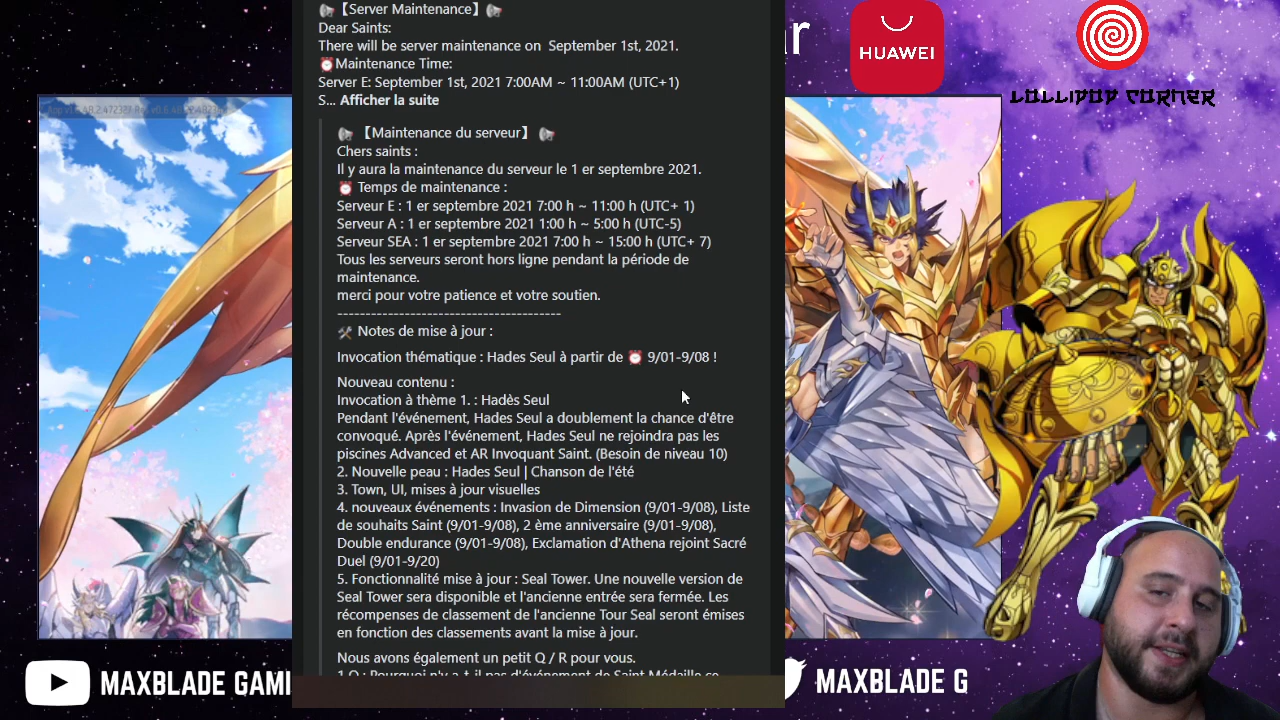 【Server Maintenance】
Dear Saints:
There will be server maintenance on September 1st, 2021.
Maintenance Time:
Server E: September 1st, 2021 7:00AM ~ 11:00AM (UTC+1)
S... Afficher la suite
【Maintenance du serveur】
Chers saints :
Il y aura la maintenance du serveur le 1 er septembre 2021.
Temps de maintenance :
Serveur E : 1 er septembre 2021 7:00 h ~ 11:00 h (UTC+ 1)
Serveur A : 1 er septembre 2021 1:00 h ~ 5:00 h (UTC-5)
Serveur SEA : 1 er septembre 2021 7:00 h ~ 15:00 h (UTC+ 7)
Tous les serveurs seront hors ligne pendant la période de
maintenance.
merci pour votre patience et votre soutien.
----------------------------------------
Notes de mise à jour :
Invocation thématique : Hades Seul à partir de 9/01-9/08 !
Nouveau contenu :
Invocation à thème 1. : Hadès Seul
Pendant l'événement, Hades Seul a doublement la chance d'être
convoqué. Après l'événement, Hades Seul ne rejoindra pas les
piscines Advanced et AR Invoquant Saint. (Besoin de niveau 10)
2. Nouvelle peau : Hades Seul | Chanson de l'été
3. Town, UI, mises à jour visuelles
4. nouveaux événements : Invasion de Dimension (9/01-9/08), Liste
de souhaits Saint (9/01-9/08), 2 ème anniversaire (9/01-9/08),
Double endurance (9/01-9/08), Exclamation d'Athena rejoint Sacré
Duel (9/01-9/20)
5. Fonctionnalité mise à jour : Seal Tower. Une nouvelle version de
Seal Tower sera disponible et l'ancienne entrée sera fermée. Les
récompenses de classement de l'ancienne Tour Seal seront émises
en fonction des classements avant la mise à jour.
Nous avons également un petit Q / R pour vous.
1 Q : Pourquoi n'y a-t-il pas d'événement de Saint Médaille ce
HUAWEI
LOLLIPOP CORNER
MAXBLADE GAMI
MAXBLADE G